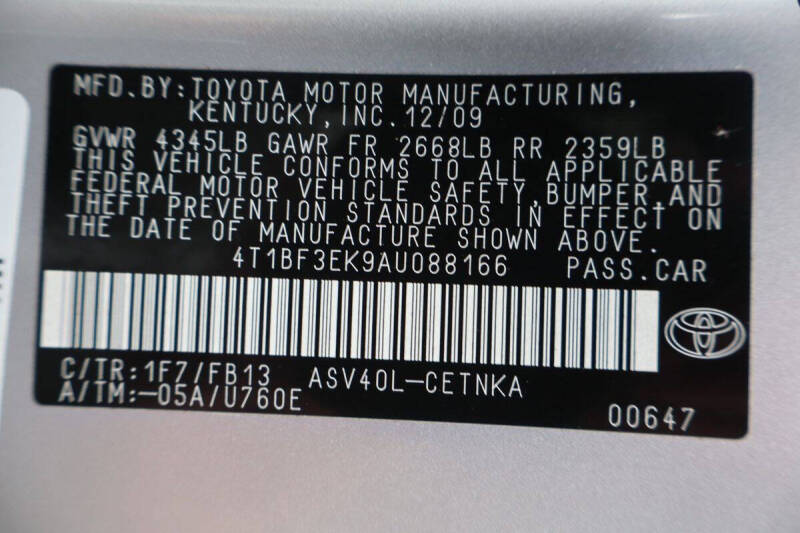 MFD.BY:TOYOTA MOTOR MANUFACTURING,
KENTUCKY,INC.12/09
GVWR 4345LB GAWR FR 2668LB RR 2359LB
THIS VEHICLE CONFORMS TO ALL APPLICABLE
FEDERAL MOTOR VEHICLE SAFETY,BUMPER,AND
THEFT PREVENTION STANDARDS IN EFFECT ON
THE DATE OF MANUFACTURE SHOWN ABOVE.
4T1BF3EK9AU088166 PASS.CAR
C/TR:1F7/FB13 ASV40L-CETNKA
A/TM:-05A/U760E
00647